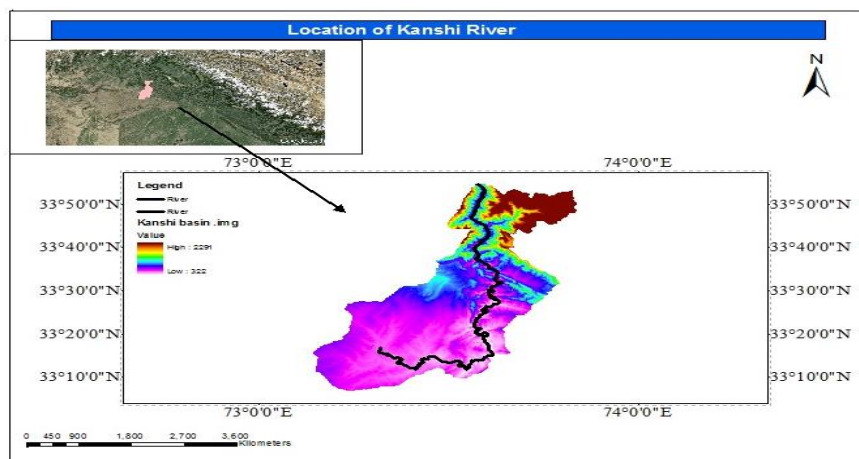 Location of Kanshi River
N
73°0'0"E 74°0'0"E
Legend
River
River
Kanshi basin .img
Value
High : 2291
Low : 322
33°50'0"N 33°50'0"N
33°40'0"N 33°40'0"N
33°30'0"N 33°30'0"N
33°20'0"N 33°20'0"N
33°10'0"N 33°10'0"N
73°0'0"E 74°0'0"E
0 450 900 1,800 2,700 3,600
Kilometers